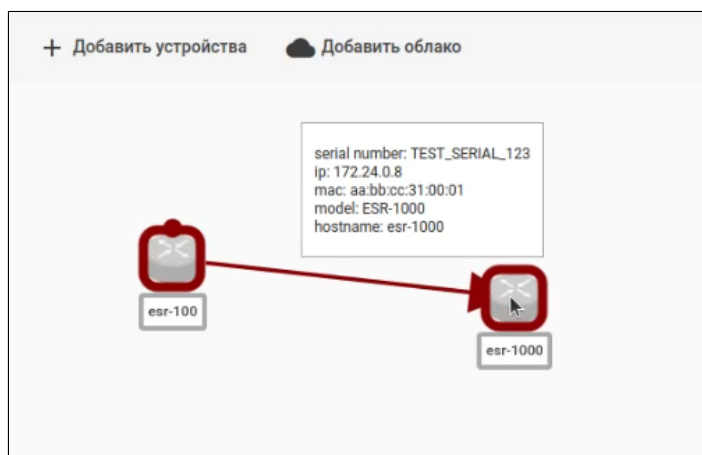 Добавить устройства
Добавить облако
serial number: TEST_SERIAL_123
ip: 172.24.0.8
mac: aa:bb:cc:31:00:01
model: ESR-1000
hostname: esr-1000
esr-100
esr-1000